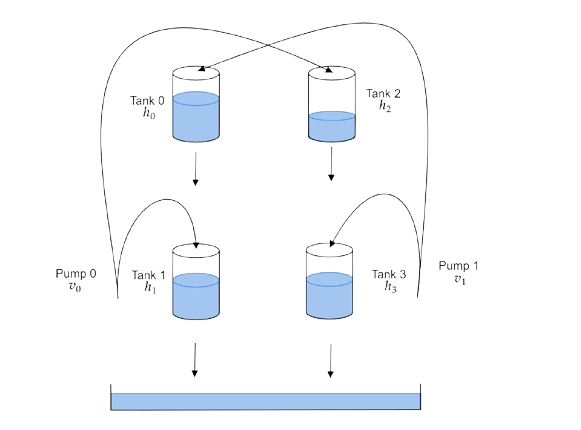 Tank 0
h₀
Tank 2
h₂
Pump 0
v₀
Tank 1
h₁
Tank 3
h₃
Pump 1
v₁